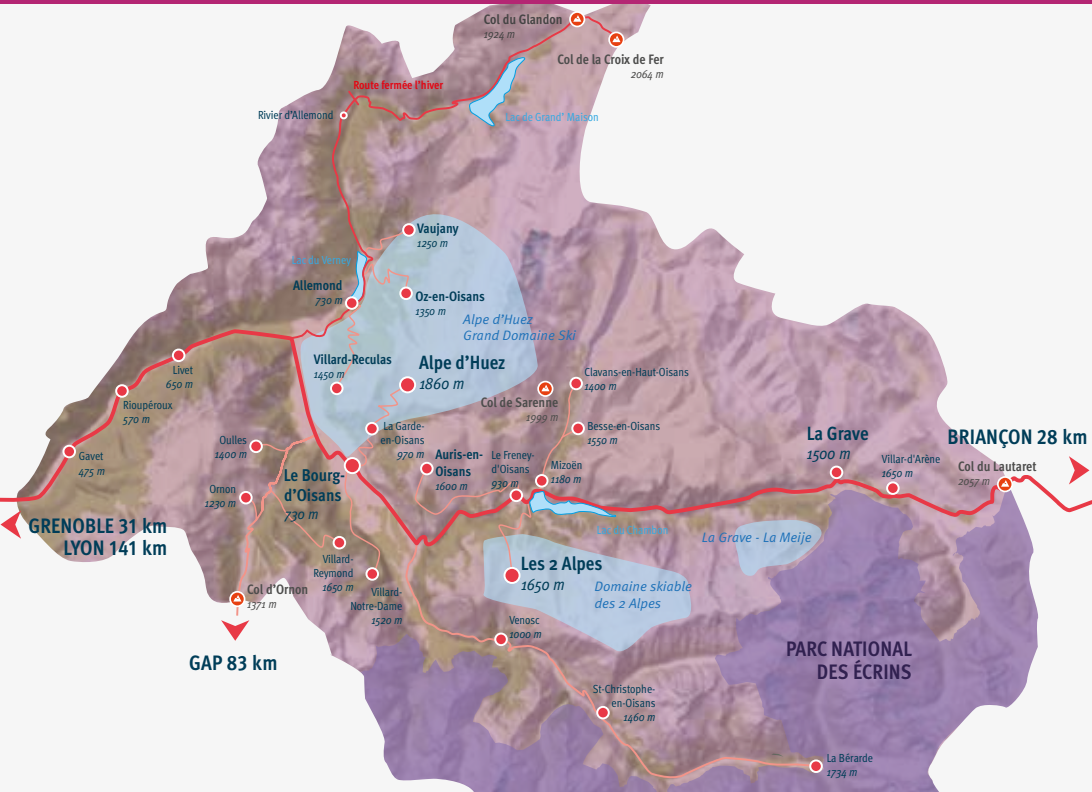 Col du Glandon
1924 m
Col de la Croix de Fer
2064 m
Route fermée l'hiver
Rivier d'Allemond
Lac de Grand' Maison
Vaujany
1250 m
Lac du Verney
Allemond
730 m
Oz-en-Oisans
1350 m
Alpe d'Huez
Grand Domaine Ski
Villard-Reculas
1450 m
Alpe d'Huez
1860 m
Livet
650 m
Clavans-en-Haut-Oisans
1400 m
Col de Sarenne
1999 m
Rioupéroux
570 m
La Garde-
en-Oisans
970 m
Besse-en-Oisans
1550 m
Oulles
1400 m
Auris-en-
Oisans
1600 m
Le Freney-
d'Oisans
930 m
Mizoën
1180 m
La Grave
1500 m
BRIANÇON 28 km
Villar-d'Arène
1650 m
Col du Lautaret
2057 m
Gavet
475 m
Le Bourg-
d'Oisans
730 m
Ornon
1230 m
GRENOBLE 31 km
LYON 141 km
La Grave - La Meije
Villard-
Reymond
1650 m
Les 2 Alpes
1650 m
Domaine skiable
des 2 Alpes
Col d'Ornon
1371 m
Villard-
Notre-Dame
1520 m
Venosc
1000 m
GAP 83 km
PARC NATIONAL
DES ÉCRINS
St-Christophe-
en-Oisans
1460 m
La Bérarde
1734 m